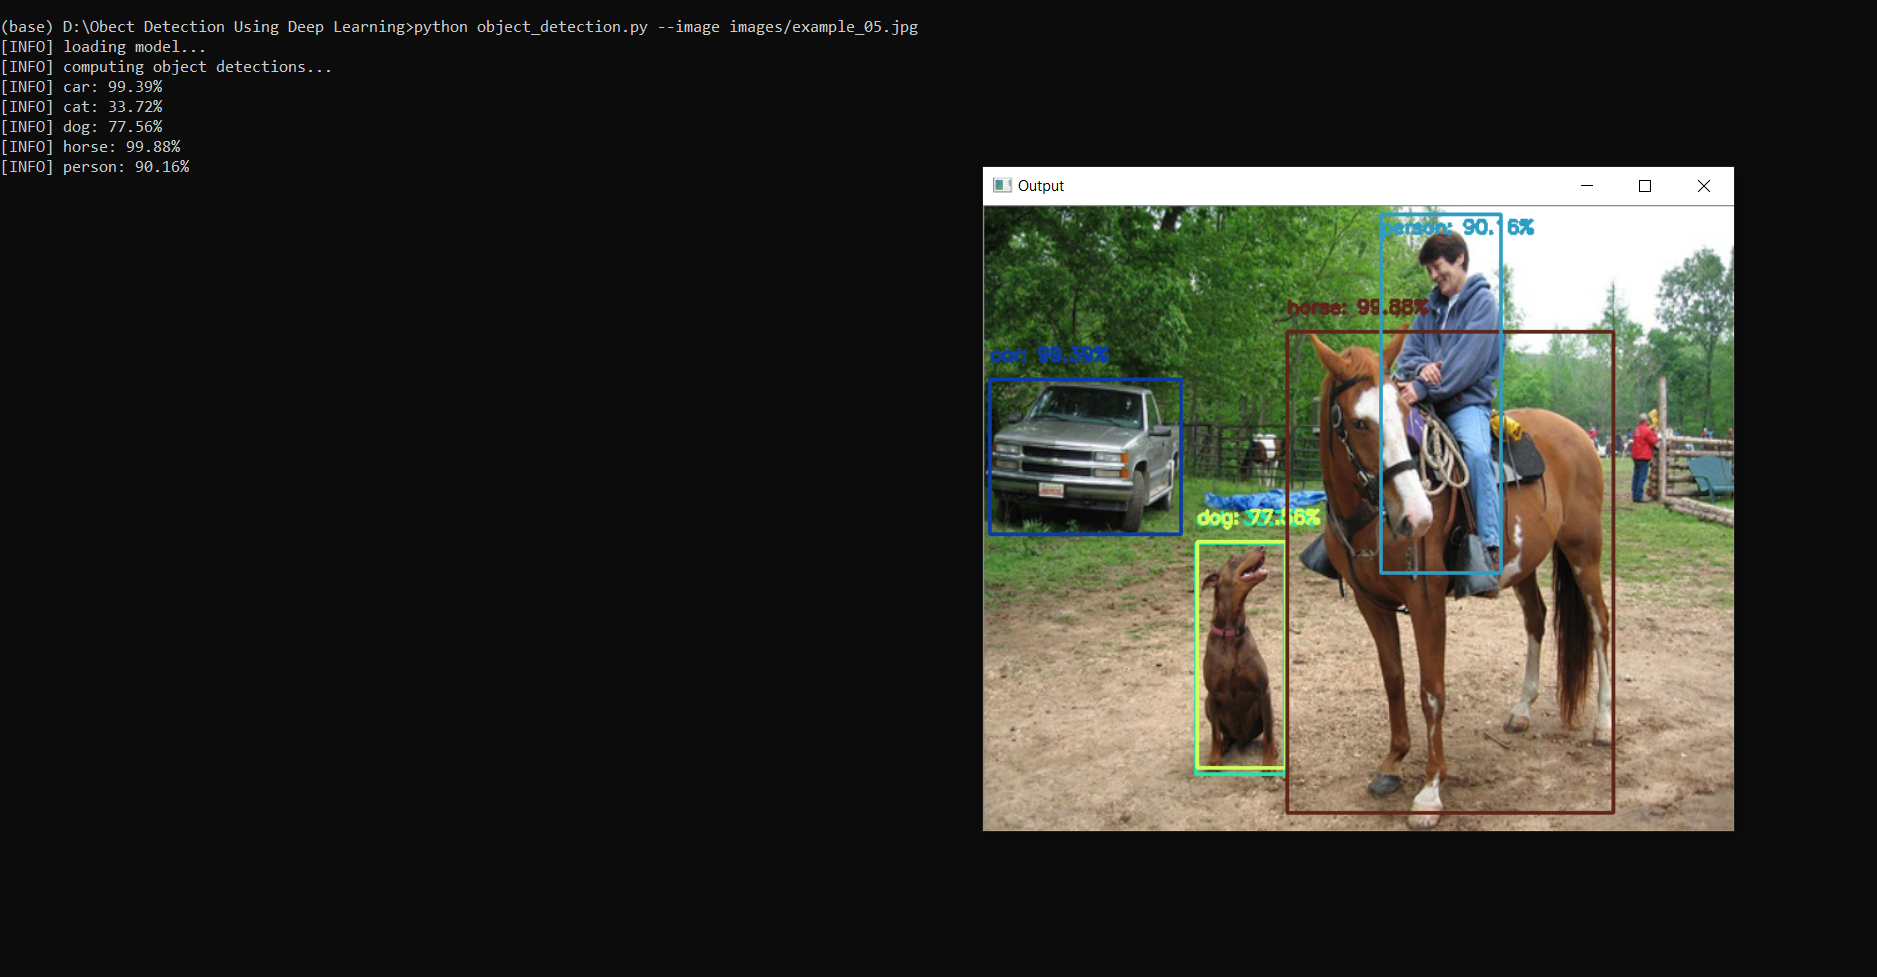 (base) D:\Obect Detection Using Deep Learning>python object_detection.py --image images/example_05.jpg
[INFO] loading model...
[INFO] computing object detections...
[INFO] car: 99.39%
[INFO] cat: 33.72%
[INFO] dog: 77.56%
[INFO] horse: 99.88%
[INFO] person: 90.16%
Output
person: 90.16%
horse: 99.88%
car: 99.39%
dog: 77.56%